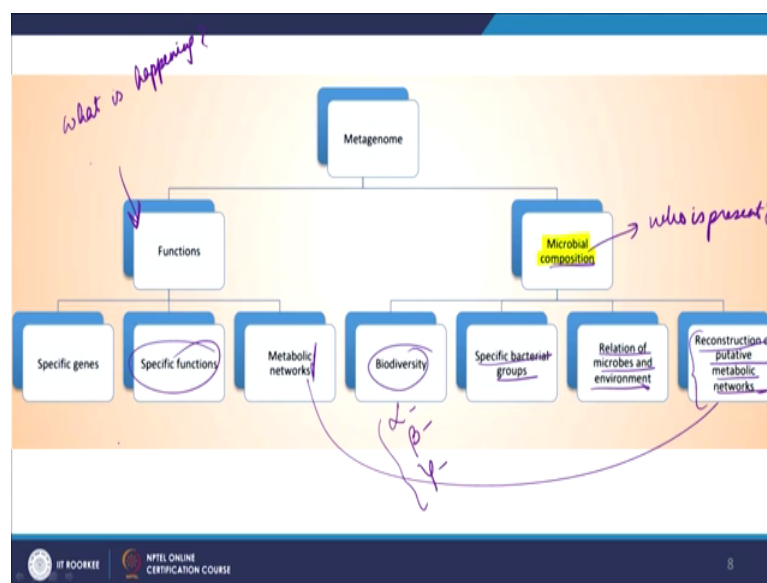 what is happening?
Metagenome
Functions
Microbial
composition
who is present?
Specific genes
Specific functions
Metabolic
networks
Biodiversity
Specific bacterial
groups
Relation of
microbes and
environment
Reconstruction of
putative
metabolic
networks
α-
β-
γ-
IIT ROORKEE
NPTEL ONLINE
CERTIFICATION COURSE
8